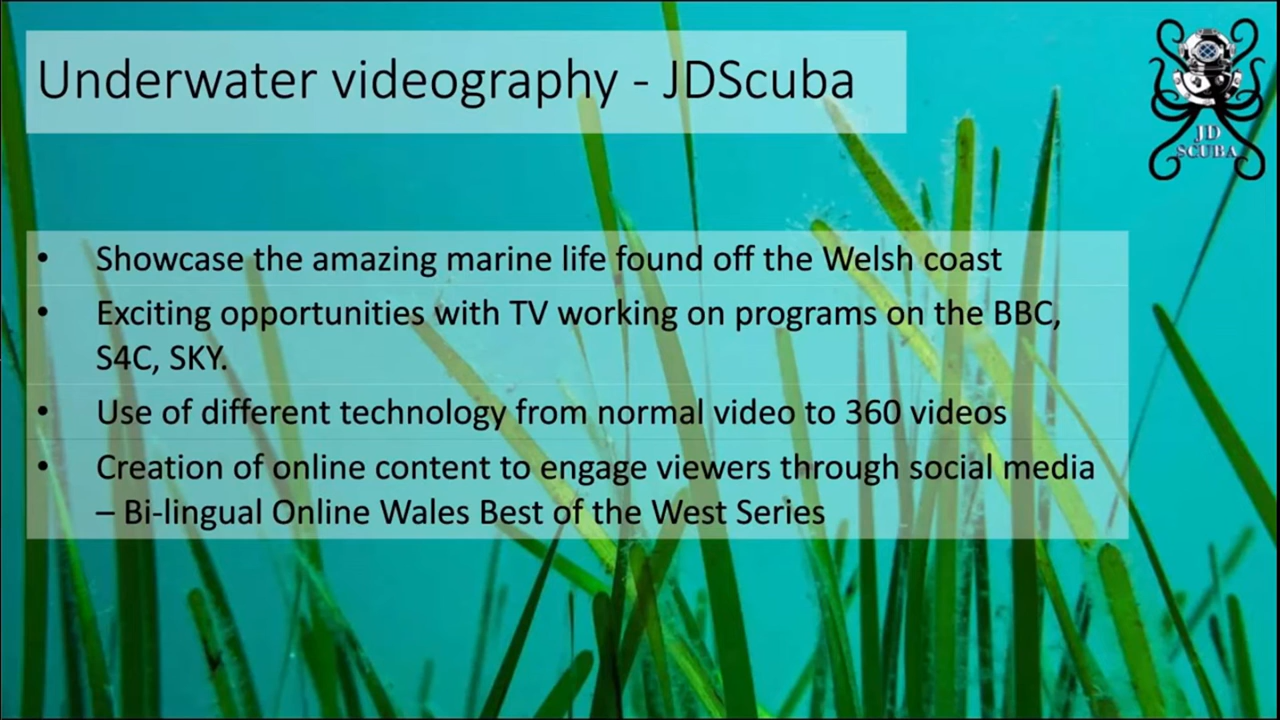 Underwater videography - JDScuba
JD
SCUBA
• Showcase the amazing marine life found off the Welsh coast
• Exciting opportunities with TV working on programs on the BBC,
S4C, SKY.
• Use of different technology from normal video to 360 videos
• Creation of online content to engage viewers through social media
– Bi-lingual Online Wales Best of the West Series